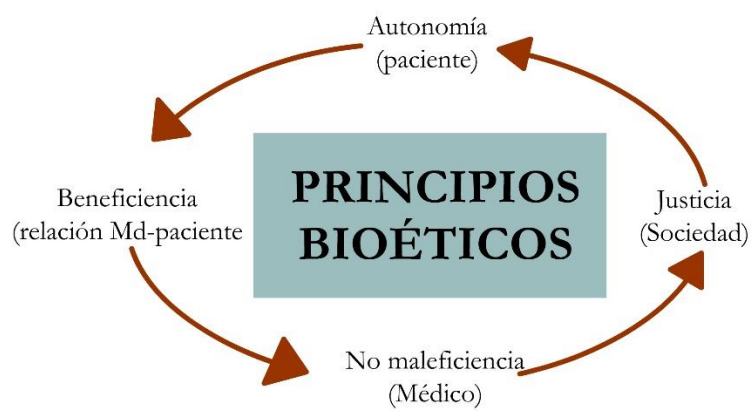 Autonomía
(paciente)
Beneficiencia
(relación Md-paciente
PRINCIPIOS
BIOÉTICOS
Justicia
(Sociedad)
No maleficiencia
(Médico)